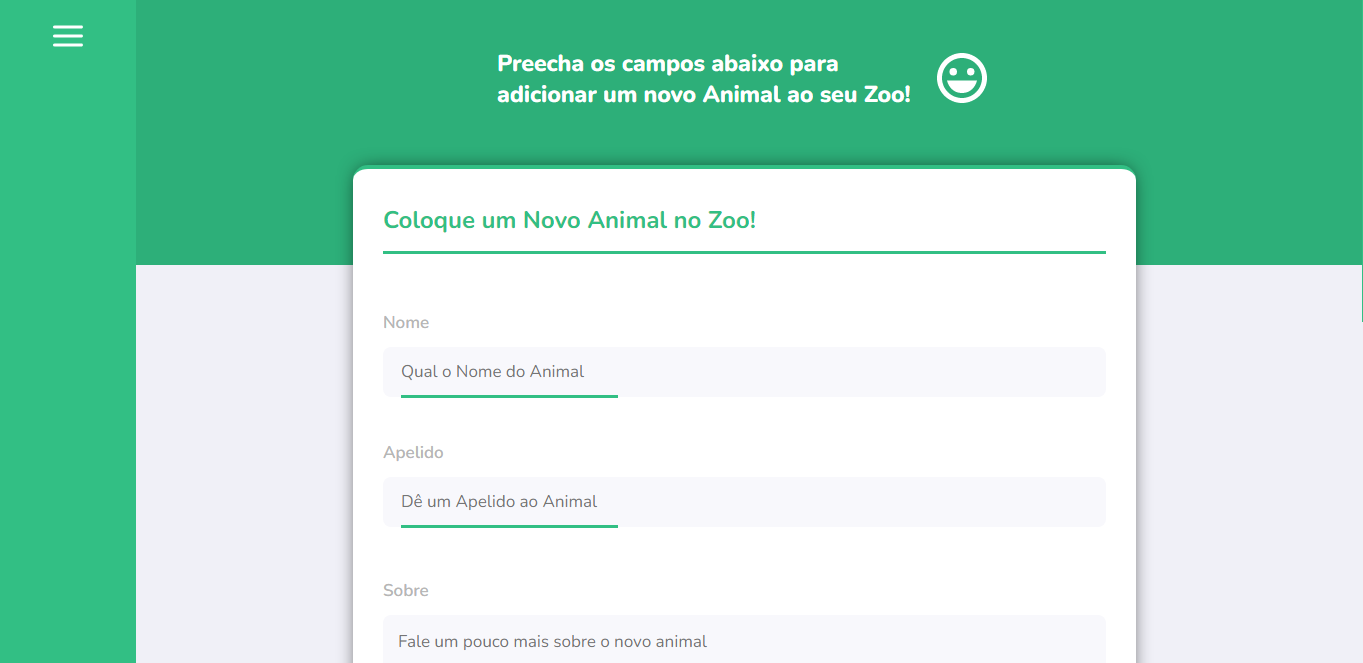 Preecha os campos abaixo para
adicionar um novo Animal ao seu Zoo!
Coloque um Novo Animal no Zoo!
Nome
Qual o Nome do Animal
Apelido
Dê um Apelido ao Animal
Sobre
Fale um pouco mais sobre o novo animal